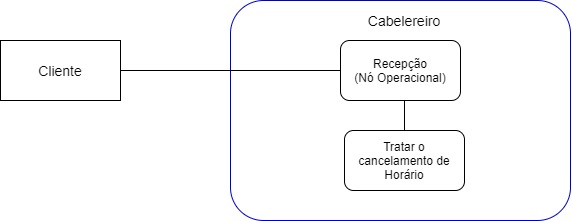 Cabelereiro
Cliente
Recepção
(Nó Operacional)
Tratar o
cancelamento de
Horário